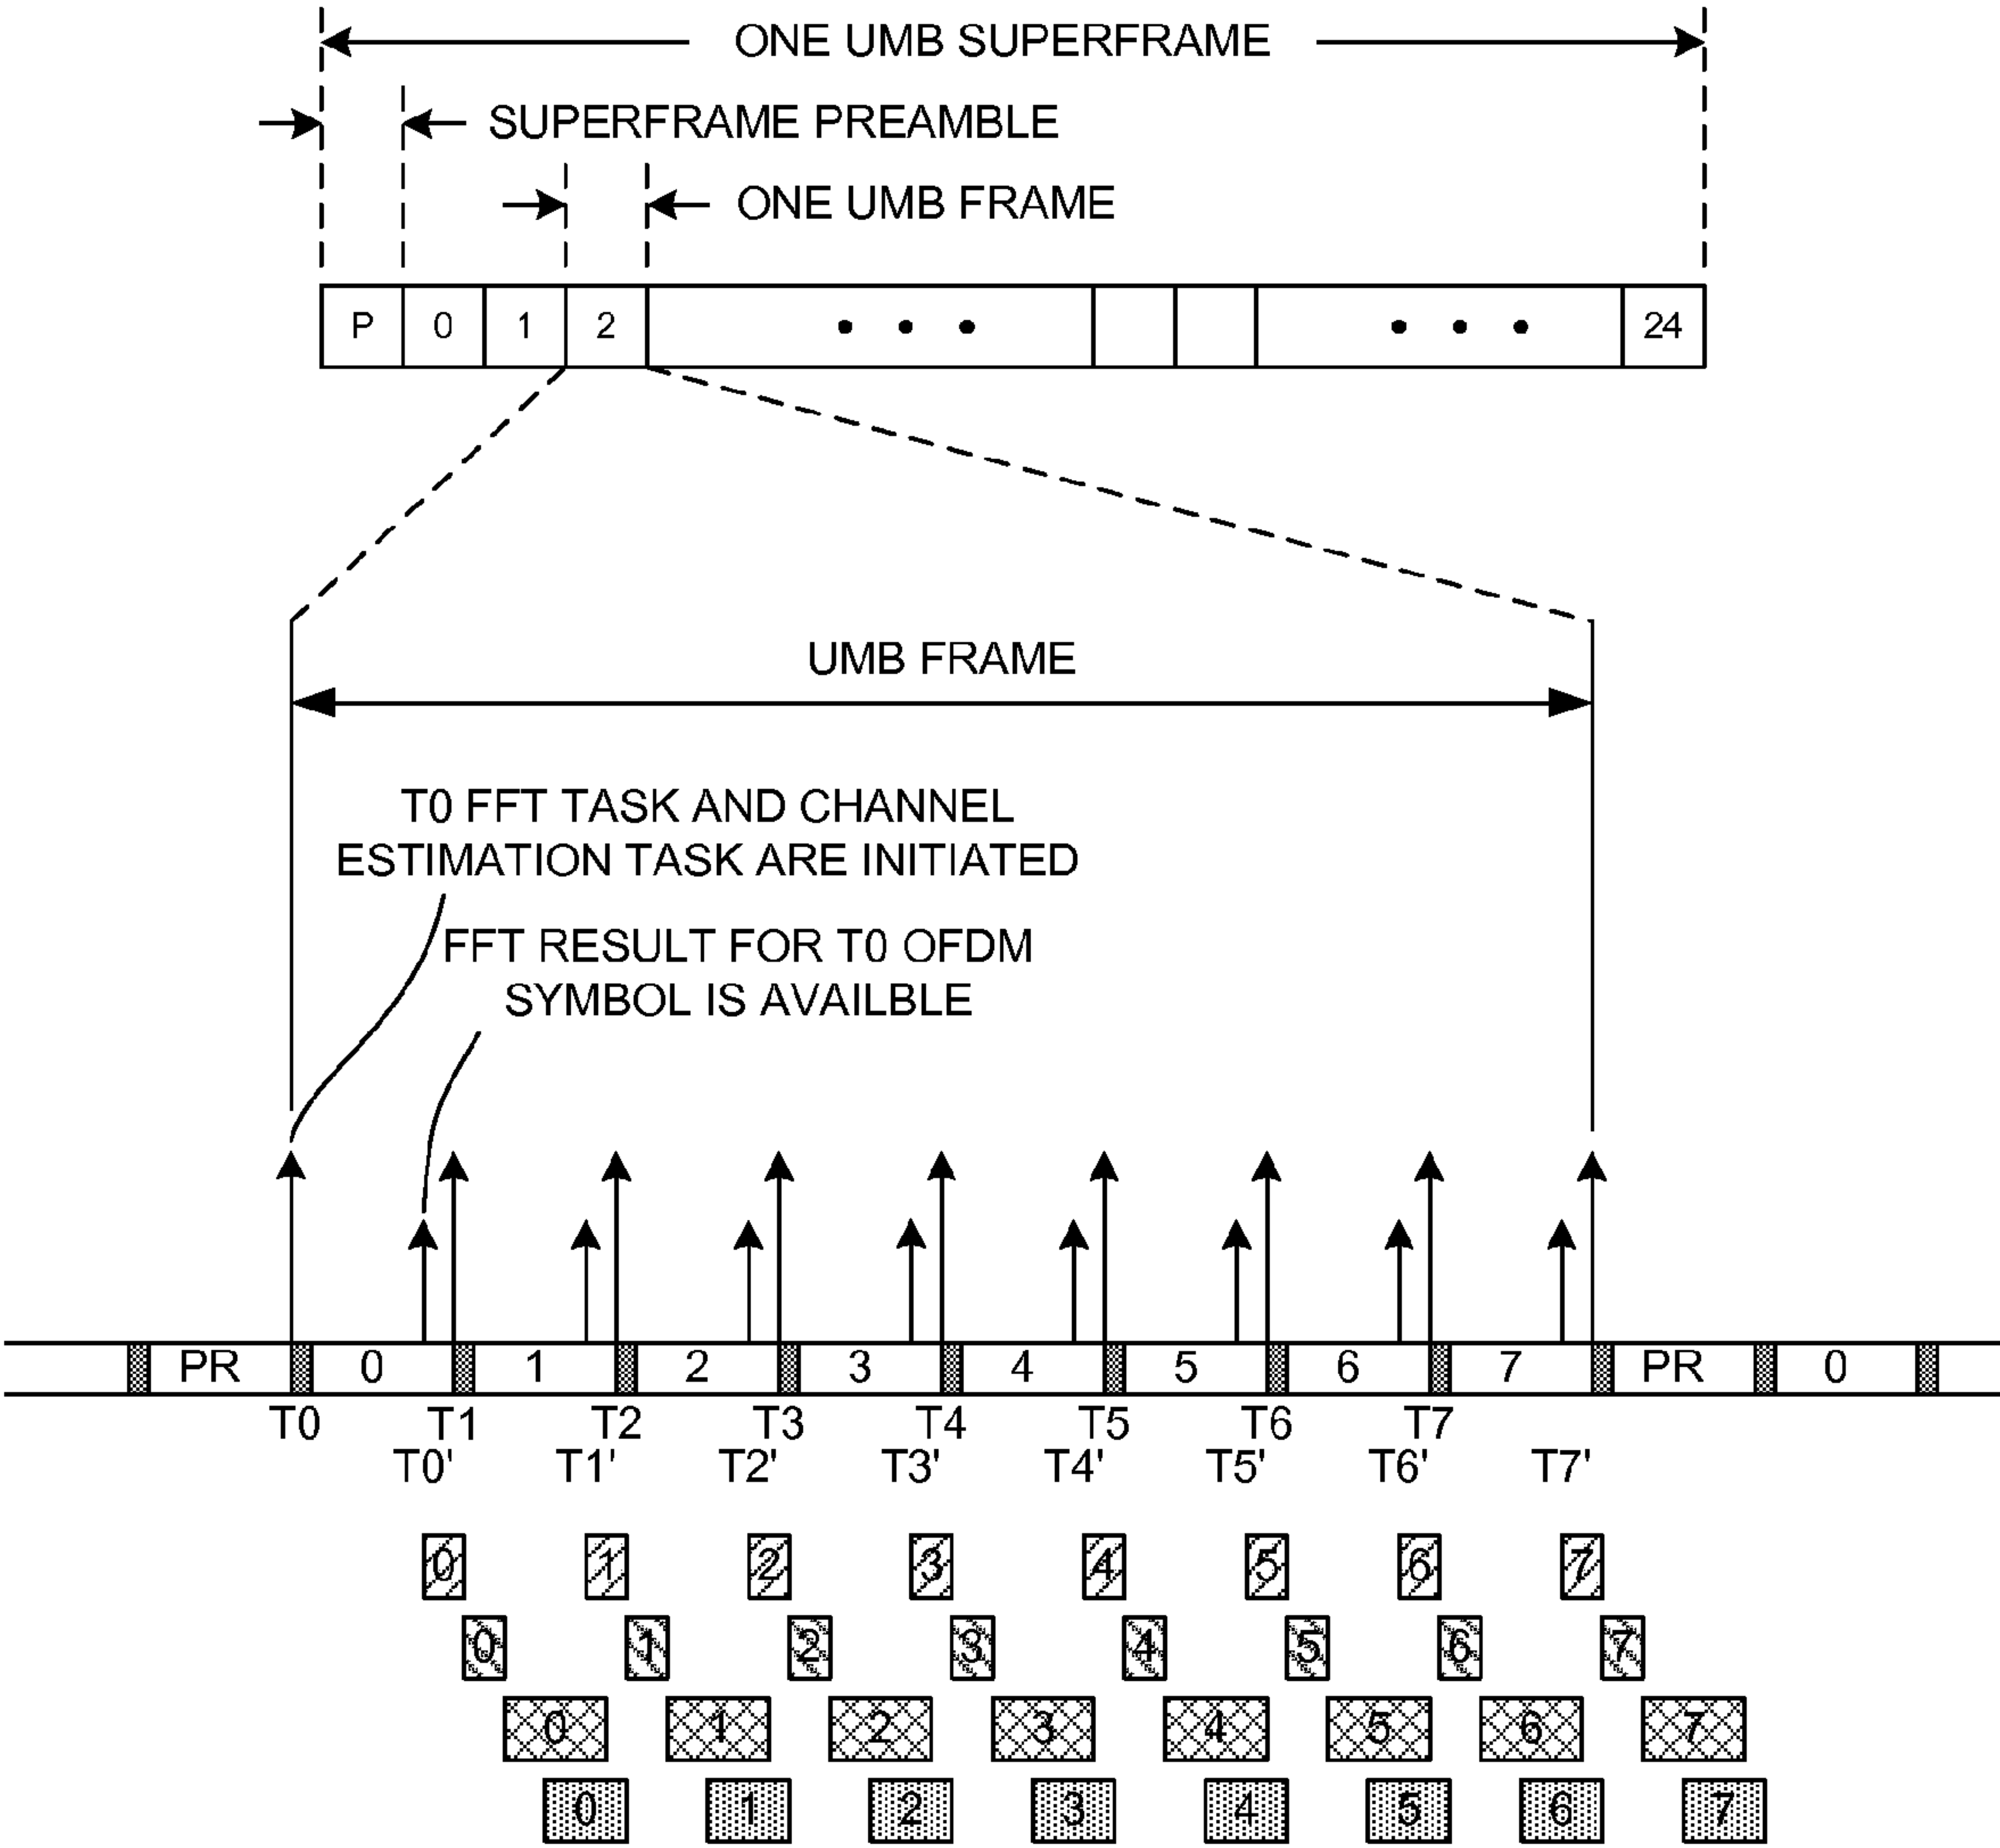 ONE UMB SUPERFRAME
SUPERFRAME PREAMBLE
ONE UMB FRAME
P 0 1 2 • • • • • • 24
UMB FRAME
T0 FFT TASK AND CHANNEL
ESTIMATION TASK ARE INITIATED
FFT RESULT FOR T0 OFDM
SYMBOL IS AVAILBLE
PR 0 1 2 3 4 5 6 7 PR 0
T0 T1 T2 T3 T4 T5 T6 T7
T0' T1' T2' T3' T4' T5' T6' T7'
0 1 2 3 4 5 6 7
0 1 2 3 4 5 6 7
0 1 2 3 4 5 6 7
0 1 2 3 4 5 6 7